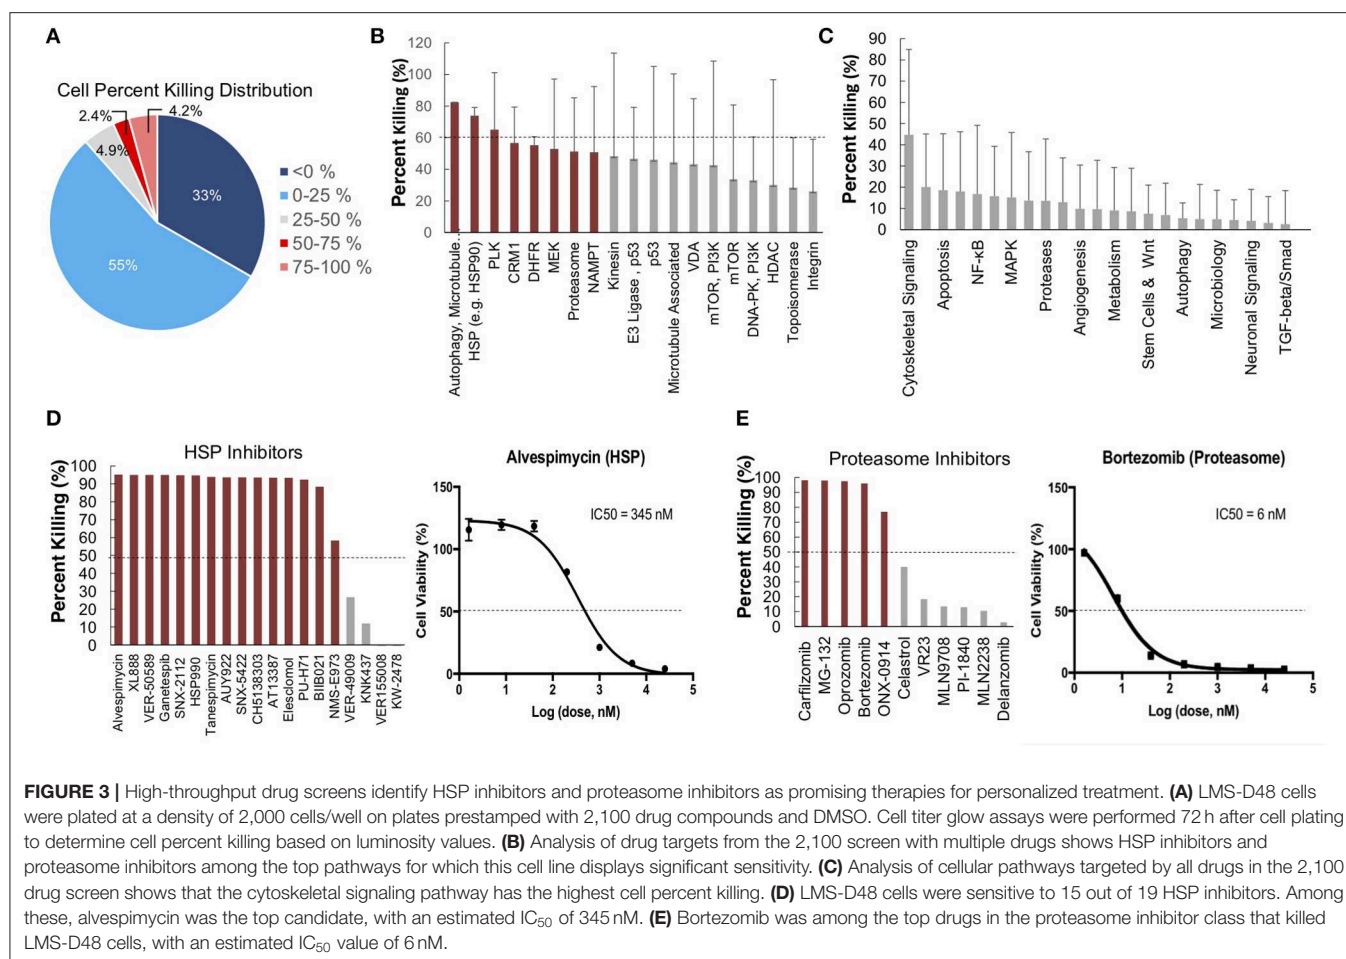 A
Cell Percent Killing Distribution
2.4%
4.2%
4.9%
33%
55%
<0 %
0-25 %
25-50 %
50-75 %
75-100 %
B
Percent Killing (%)
120
100
80
60
40
20
0
Autophagy, Microtubule...
HSP (e.g. HSP90)
PLK
CRM1
DHFR
MEK
Proteasome
NAMPT
Kinesin
E3 Ligase , p53
p53
Microtubule Associated
VDA
mTOR, PI3K
mTOR
DNA-PK, PI3K
HDAC
Topoisomerase
Integrin
C
Percent Killing (%)
90
80
70
60
50
40
30
20
10
0
Cytoskeletal Signaling
Apoptosis
NF-κB
MAPK
Proteases
Angiogenesis
Metabolism
Stem Cells & Wnt
Autophagy
Microbiology
Neuronal Signaling
TGF-beta/Smad
D
HSP Inhibitors
Percent Killing (%)
100
90
80
70
60
50
40
30
20
10
0
Alvespimycin
XL888
VER-50589
Ganetespib
SNX-2112
HSP990
Tanespimycin
AUY922
SNX-5422
CH5138303
AT13387
Elesclomol
PU-H71
BIIB021
NMS-E973
VER-49009
KNK437
VER155008
KW-2478
Alvespimycin (HSP)
IC50 = 345 nM
Cell Viability (%)
150
100
50
0
0 1 2 3 4 5
Log (dose, nM)
E
Proteasome Inhibitors
Percent Killing (%)
100
90
80
70
60
50
40
30
20
10
0
Carfilzomib
MG-132
Oprozomib
Bortezomib
ONX-0914
Celastrol
VR23
MLN9708
PI-1840
MLN2238
Delanzomib
Bortezomib (Proteasome)
IC50 = 6 nM
Cell Viability (%)
150
100
50
0
0 1 2 3 4 5
Log (dose, nM)
FIGURE 3 | High-throughput drug screens identify HSP inhibitors and proteasome inhibitors as promising therapies for personalized treatment. (A) LMS-D48 cells
were plated at a density of 2,000 cells/well on plates prestamped with 2,100 drug compounds and DMSO. Cell titer glow assays were performed 72 h after cell plating
to determine cell percent killing based on luminosity values. (B) Analysis of drug targets from the 2,100 screen with multiple drugs shows HSP inhibitors and
proteasome inhibitors among the top pathways for which this cell line displays significant sensitivity. (C) Analysis of cellular pathways targeted by all drugs in the 2,100
drug screen shows that the cytoskeletal signaling pathway has the highest cell percent killing. (D) LMS-D48 cells were sensitive to 15 out of 19 HSP inhibitors. Among
these, alvespimycin was the top candidate, with an estimated IC50 of 345 nM. (E) Bortezomib was among the top drugs in the proteasome inhibitor class that killed
LMS-D48 cells, with an estimated IC50 value of 6 nM.